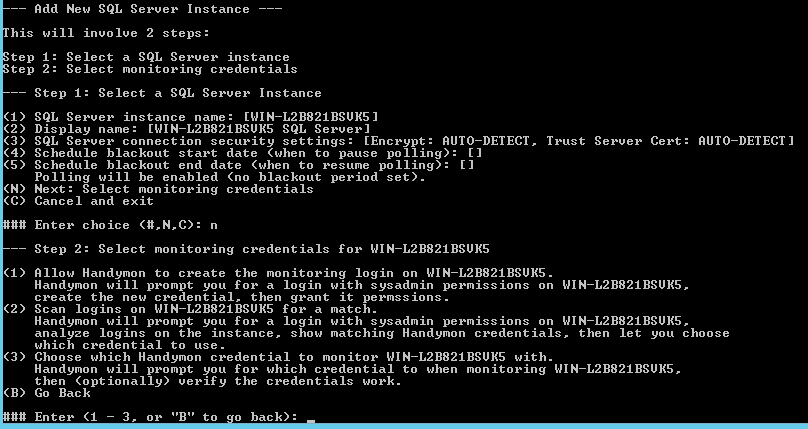 --- Add New SQL Server Instance ---
This will involve 2 steps:
Step 1: Select a SQL Server instance
Step 2: Select monitoring credentials
--- Step 1: Select a SQL Server Instance
(1) SQL Server instance name: [WIN-L2B821BSVK5]
(2) Display name: [WIN-L2B821BSVK5 SQL Server]
(3) SQL Server connection security settings: [Encrypt: AUTO-DETECT, Trust Server Cert: AUTO-DETECT]
(4) Schedule blackout start date (when to pause polling): []
(5) Schedule blackout end date (when to resume polling): []
Polling will be enabled (no blackout period set).
(N) Next: Select monitoring credentials
(C) Cancel and exit
### Enter choice (#,N,C): n
--- Step 2: Select monitoring credentials for WIN-L2B821BSVK5
(1) Allow Handymon to create the monitoring login on WIN-L2B821BSVK5.
Handymon will prompt you for a login with sysadmin permissions on WIN-L2B821BSVK5,
create the new credential, then grant it permssions.
(2) Scan logins on WIN-L2B821BSVK5 for a match.
Handymon will prompt you for a login with sysadmin permissions on WIN-L2B821BSVK5,
analyze logins on the instance, show matching Handymon credentials, then let you choose
which credential to use.
(3) Choose which Handymon credential to monitor WIN-L2B821BSVK5 with.
Handymon will prompt you for which credential to when monitoring WIN-L2B821BSVK5,
then (optionally) verify the credentials work.
(B) Go Back
### Enter (1 - 3, or "B" to go back): _